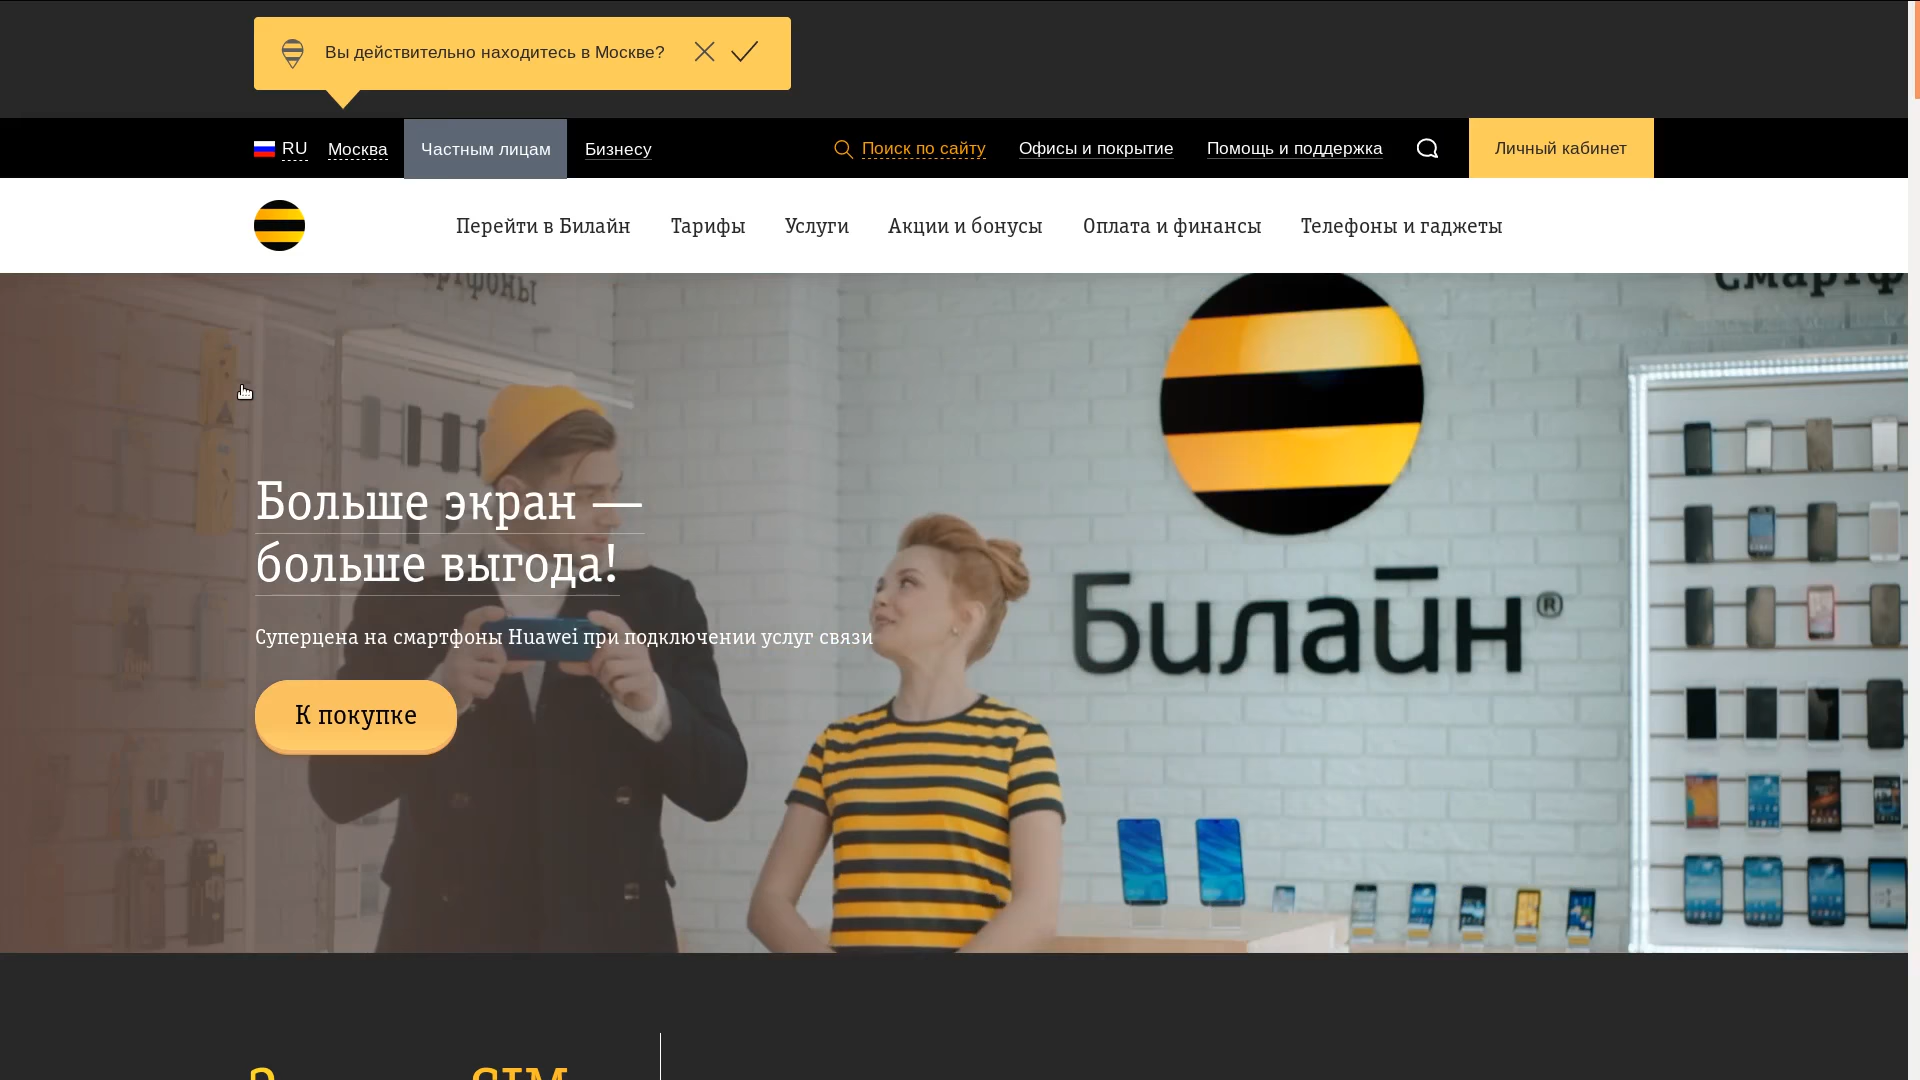 Вы действительно находитесь в Москве?
RU Москва Частным лицам Бизнесу Поиск по сайту Офисы и покрытие Помощь и поддержка Личный кабинет
Перейти в Билайн Тарифы Услуги Акции и бонусы Оплата и финансы Телефоны и гаджеты
Больше экран —
больше выгода!
Суперцена на смартфоны Huawei при подключении услуг связи
К покупке
Билайн®
SIM